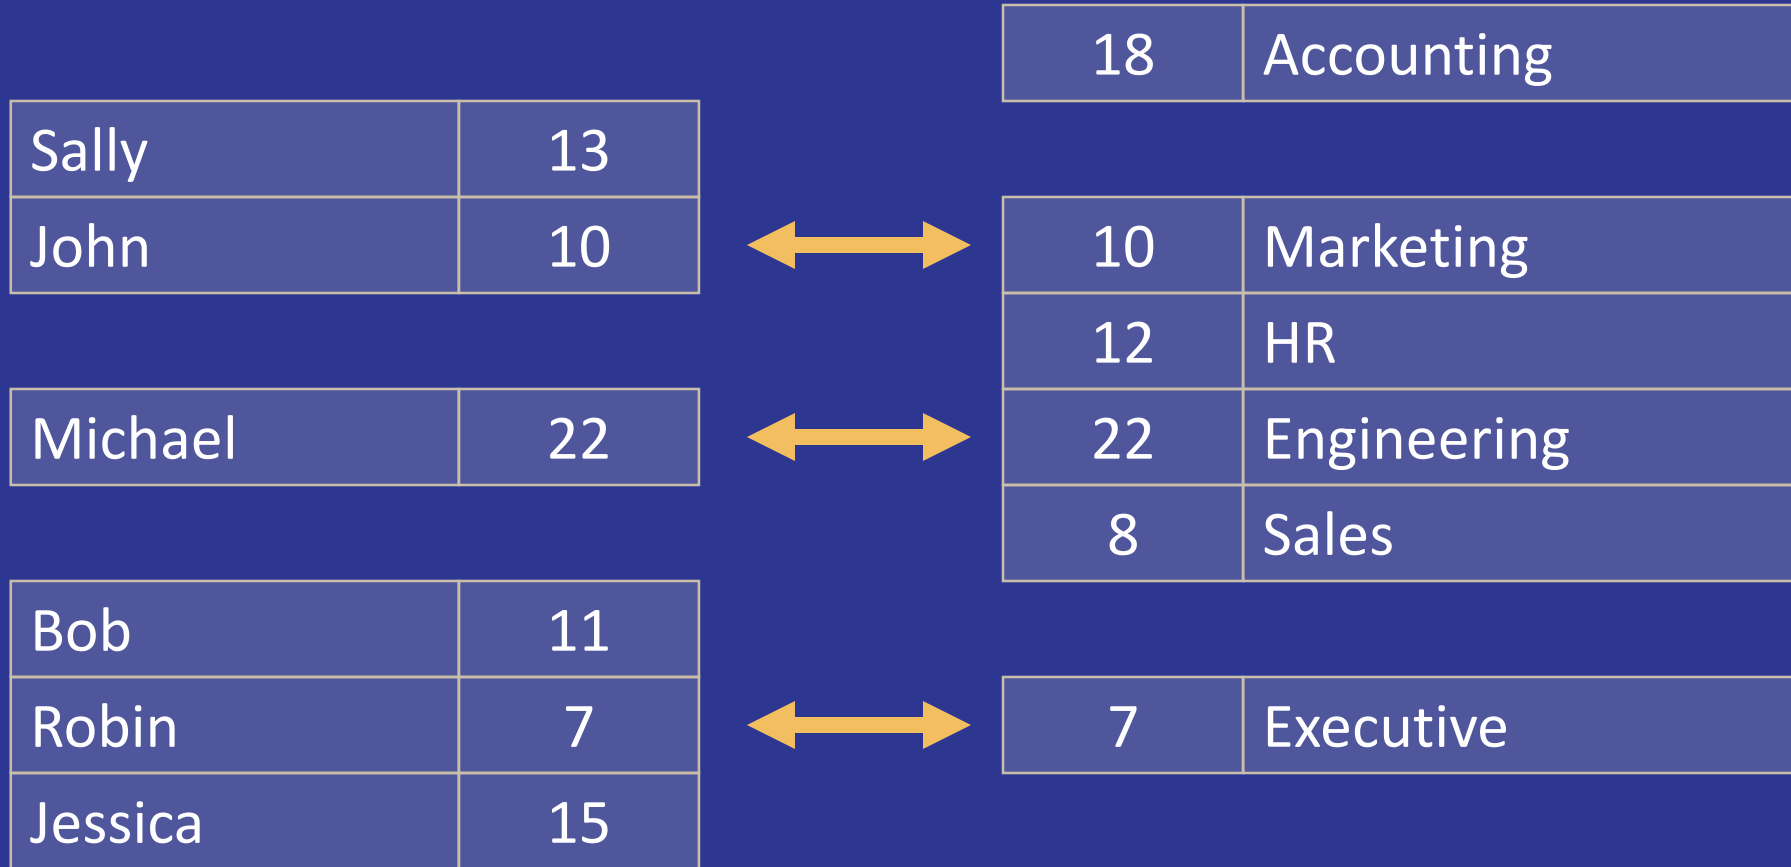 18 Accounting
Sally 13
John 10 10 Marketing
12 HR
Michael 22 22 Engineering
8 Sales
Bob 11
Robin 7 7 Executive
Jessica 15